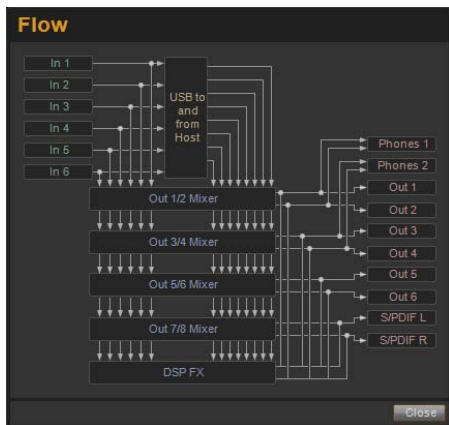 Flow
In 1
In 2
In 3
In 4
In 5
In 6
USB to
and
from
Host
Out 1/2 Mixer
Out 3/4 Mixer
Out 5/6 Mixer
Out 7/8 Mixer
DSP FX
Phones 1
Phones 2
Out 1
Out 2
Out 3
Out 4
Out 5
Out 6
S/PDIF L
S/PDIF R
Close